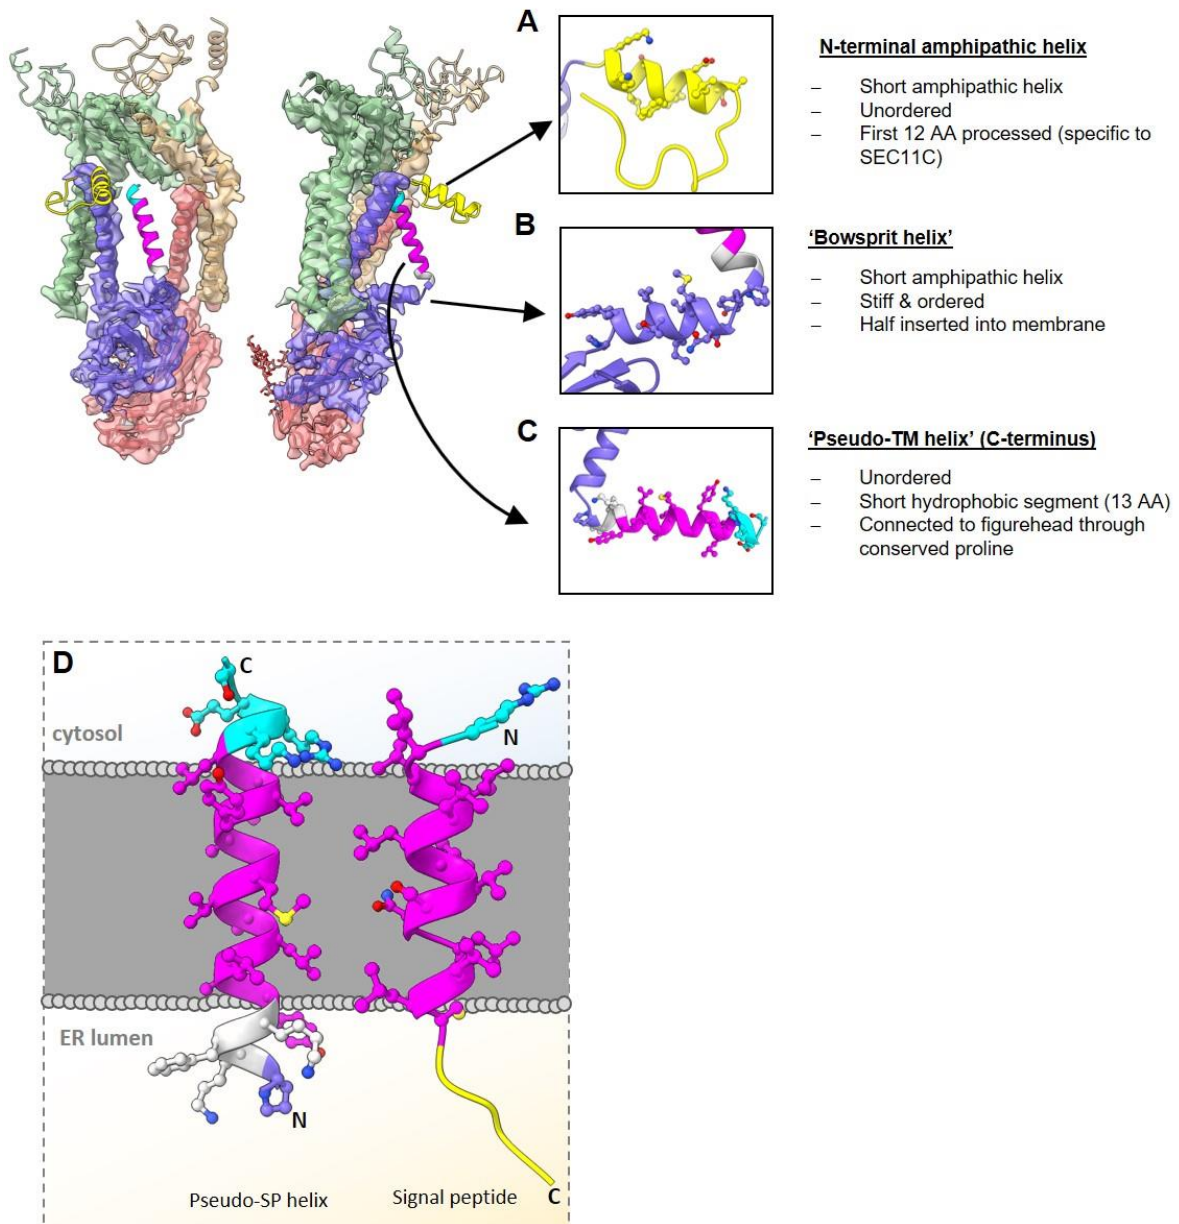 A
N-terminal amphipathic helix
– Short amphipathic helix
– Unordered
– First 12 AA processed (specific to
SEC11C)
B
‘Bowsprit helix’
– Short amphipathic helix
– Stiff & ordered
– Half inserted into membrane
C
‘Pseudo-TM helix’ (C-terminus)
– Unordered
– Short hydrophobic segment (13 AA)
– Connected to figurehead through
conserved proline
D
C
N
cytosol
ER lumen
N
Pseudo-SP helix
Signal peptide
C